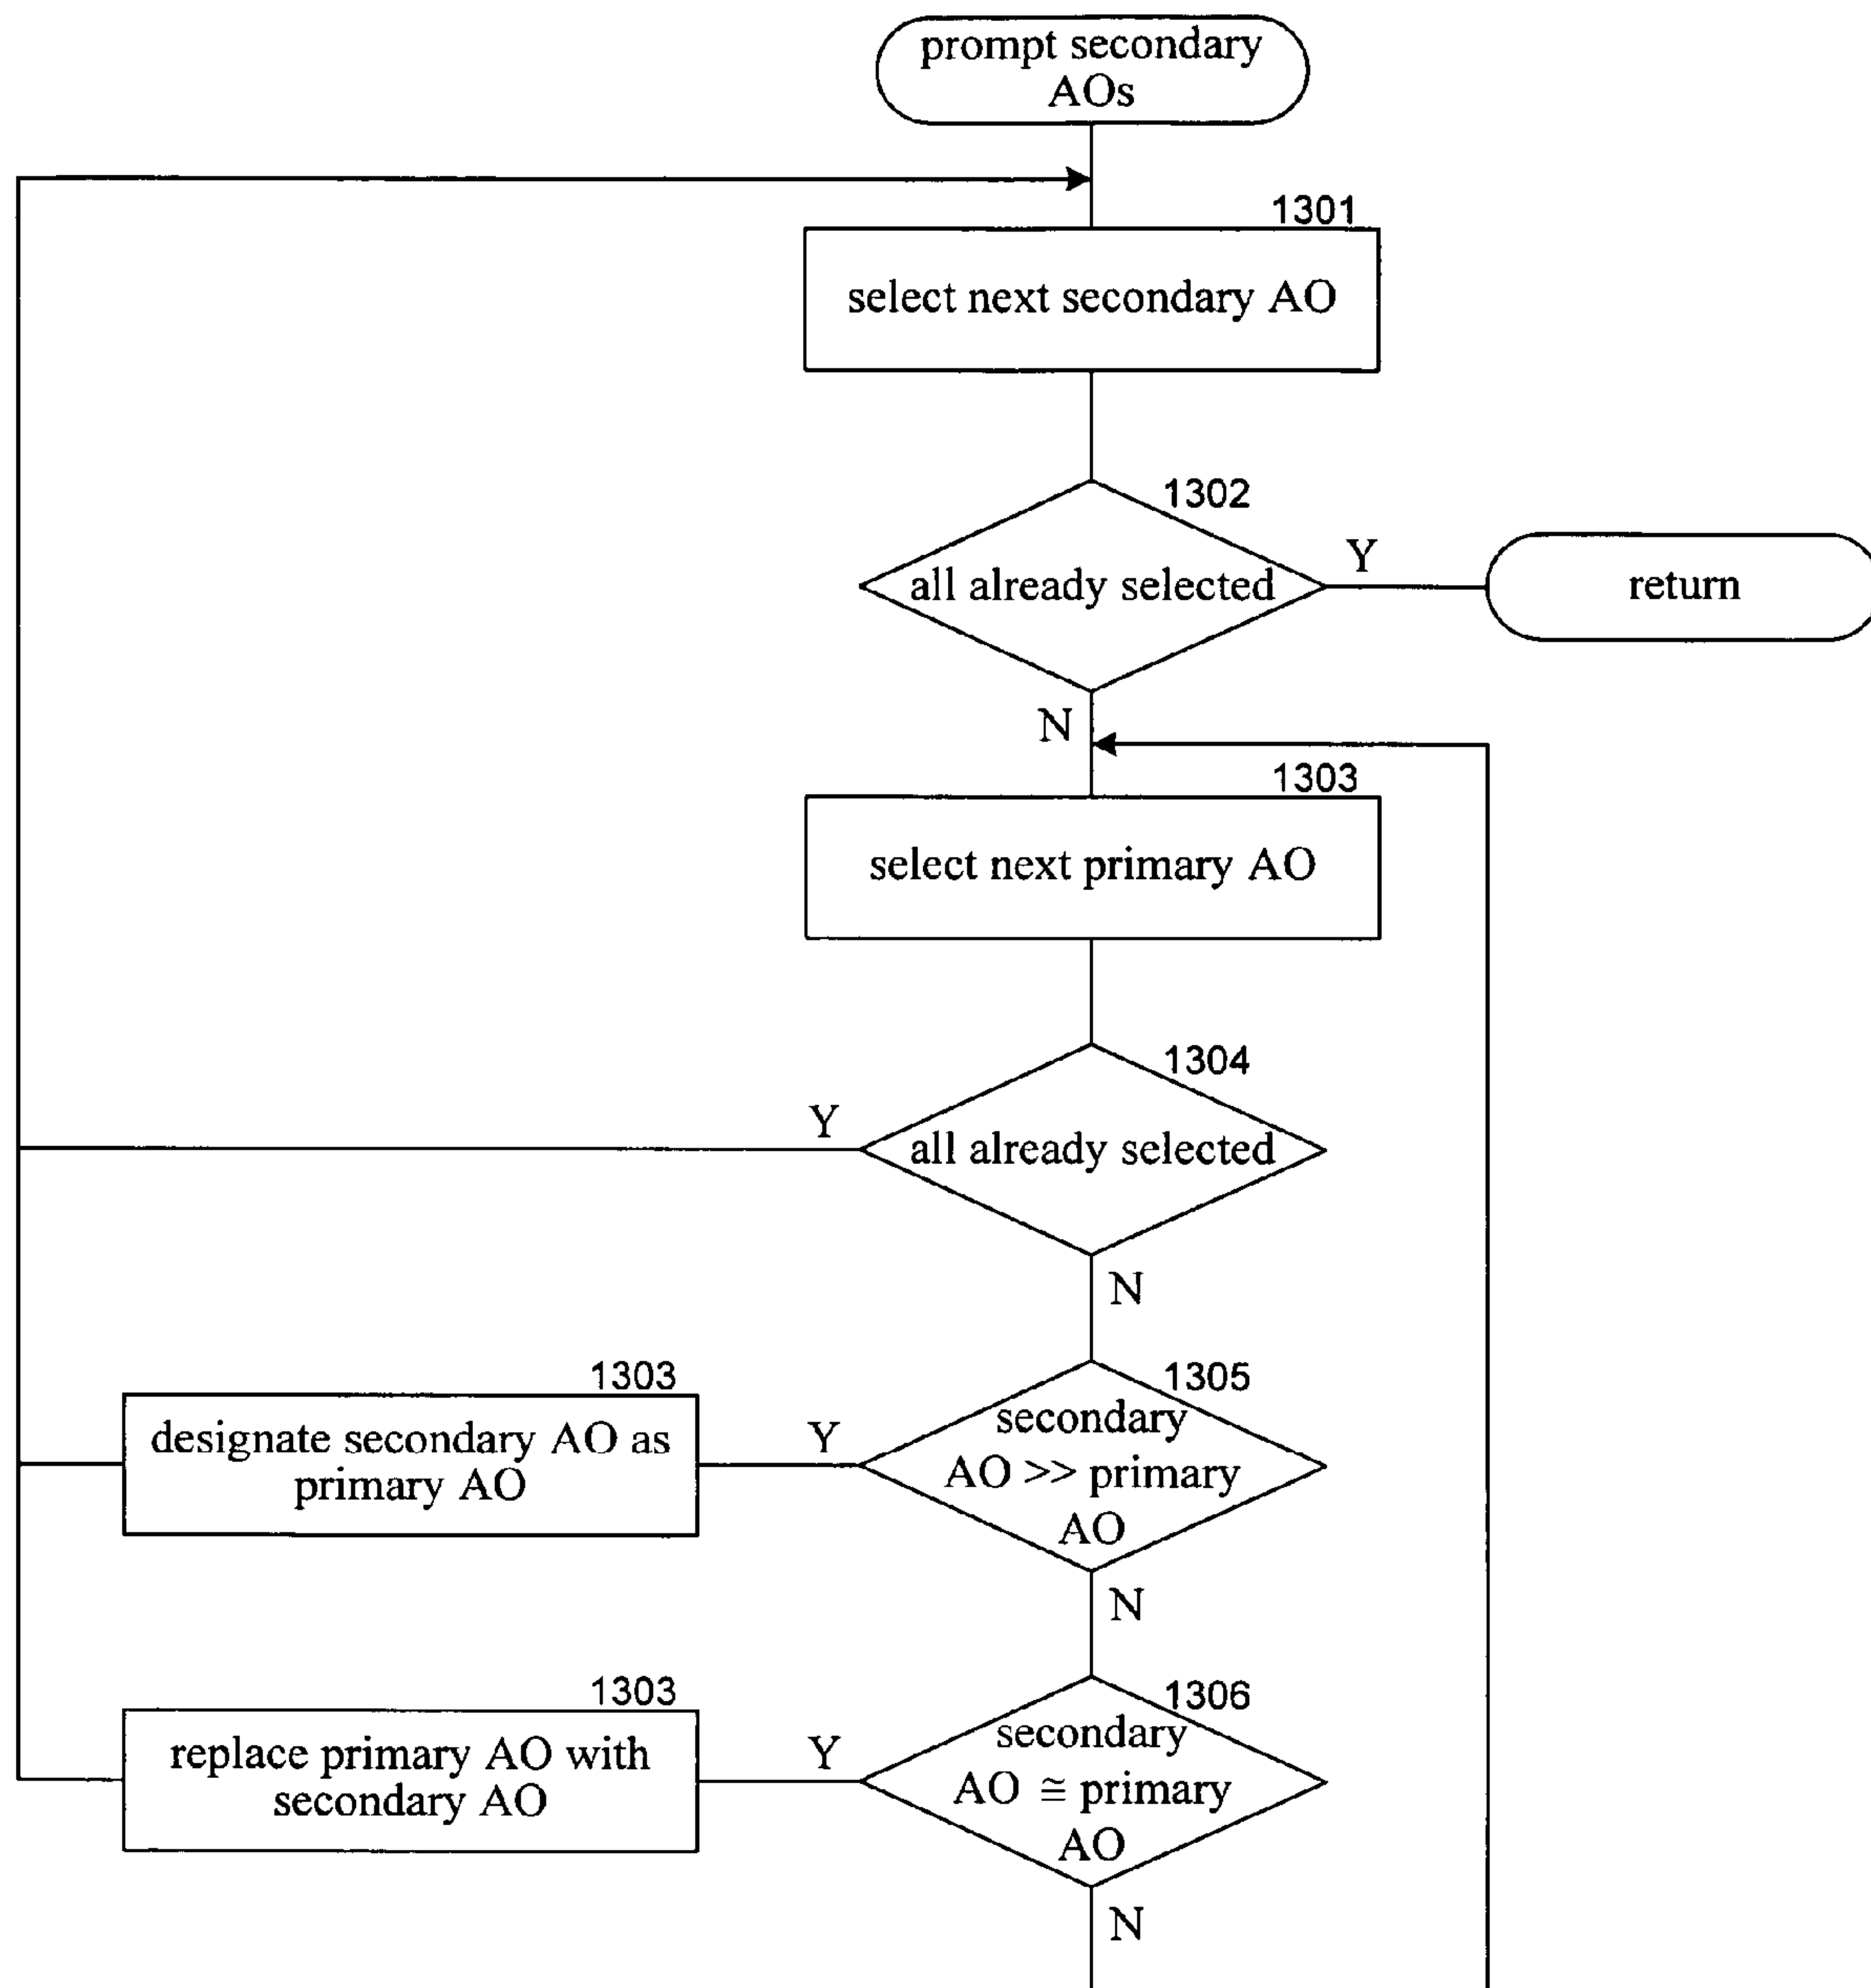 prompt secondary
AOs
1301
select next secondary AO
1302
all already selected
Y
return
N
1303
select next primary AO
1304
all already selected
Y
N
1305
secondary
AO >> primary
AO
Y
1303
designate secondary AO as
primary AO
N
1306
secondary
AO ≅ primary
AO
Y
1303
replace primary AO with
secondary AO
N